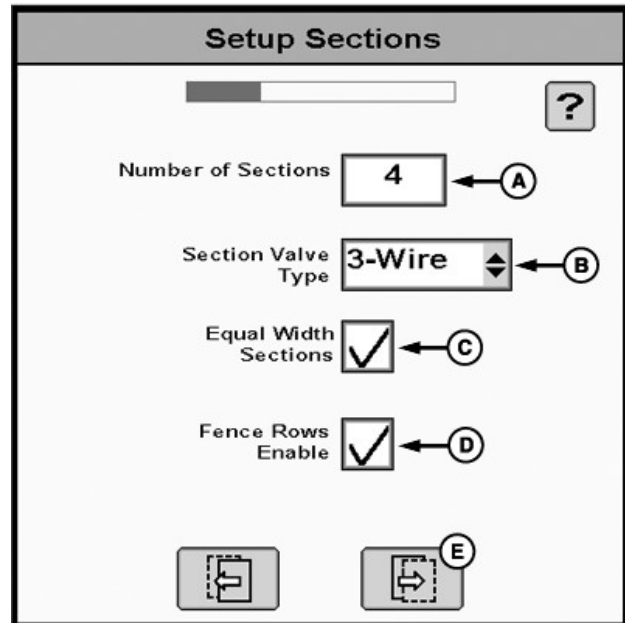 Setup Sections
?
Number of Sections 4 A
Section Valve Type 3-Wire B
Equal Width Sections C
Fence Rows Enable D
E